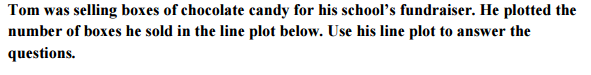 Tom was selling boxes of chocolate candy for his school’s fundraiser. He plotted the
number of boxes he sold in the line plot below. Use his line plot to answer the
questions.